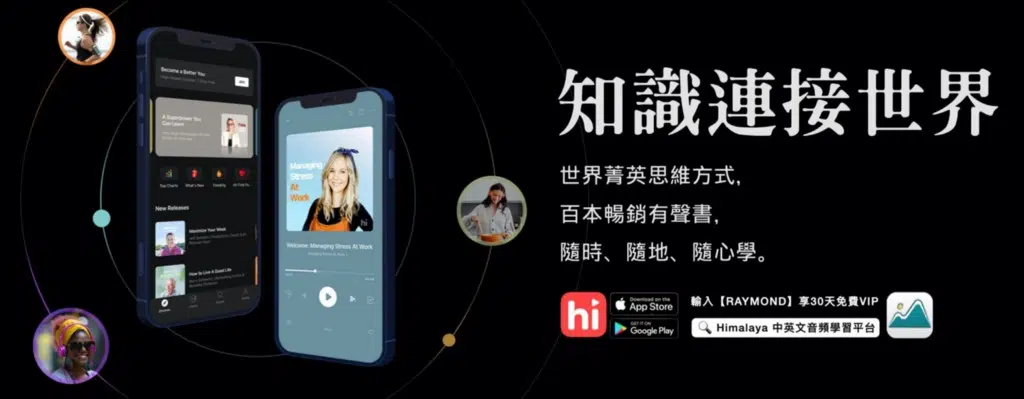 Become a Better You
Join
A Superpower You
Can Learn
Top Charts
What's New
Trending
New Releases
Maximize Your Week
How to Live A Good Life
Managing
Stress
At
Work
hi
Welcome: Managing Stress At Work
知識連接世界
世界菁英思維方式,
百本暢銷有聲書,
隨時、隨地、隨心學。
hi
Download on the
App Store
GET IT ON
Google Play
輸入【RAYMOND】享30天免費VIP
Himalaya 中英文音頻學習平台